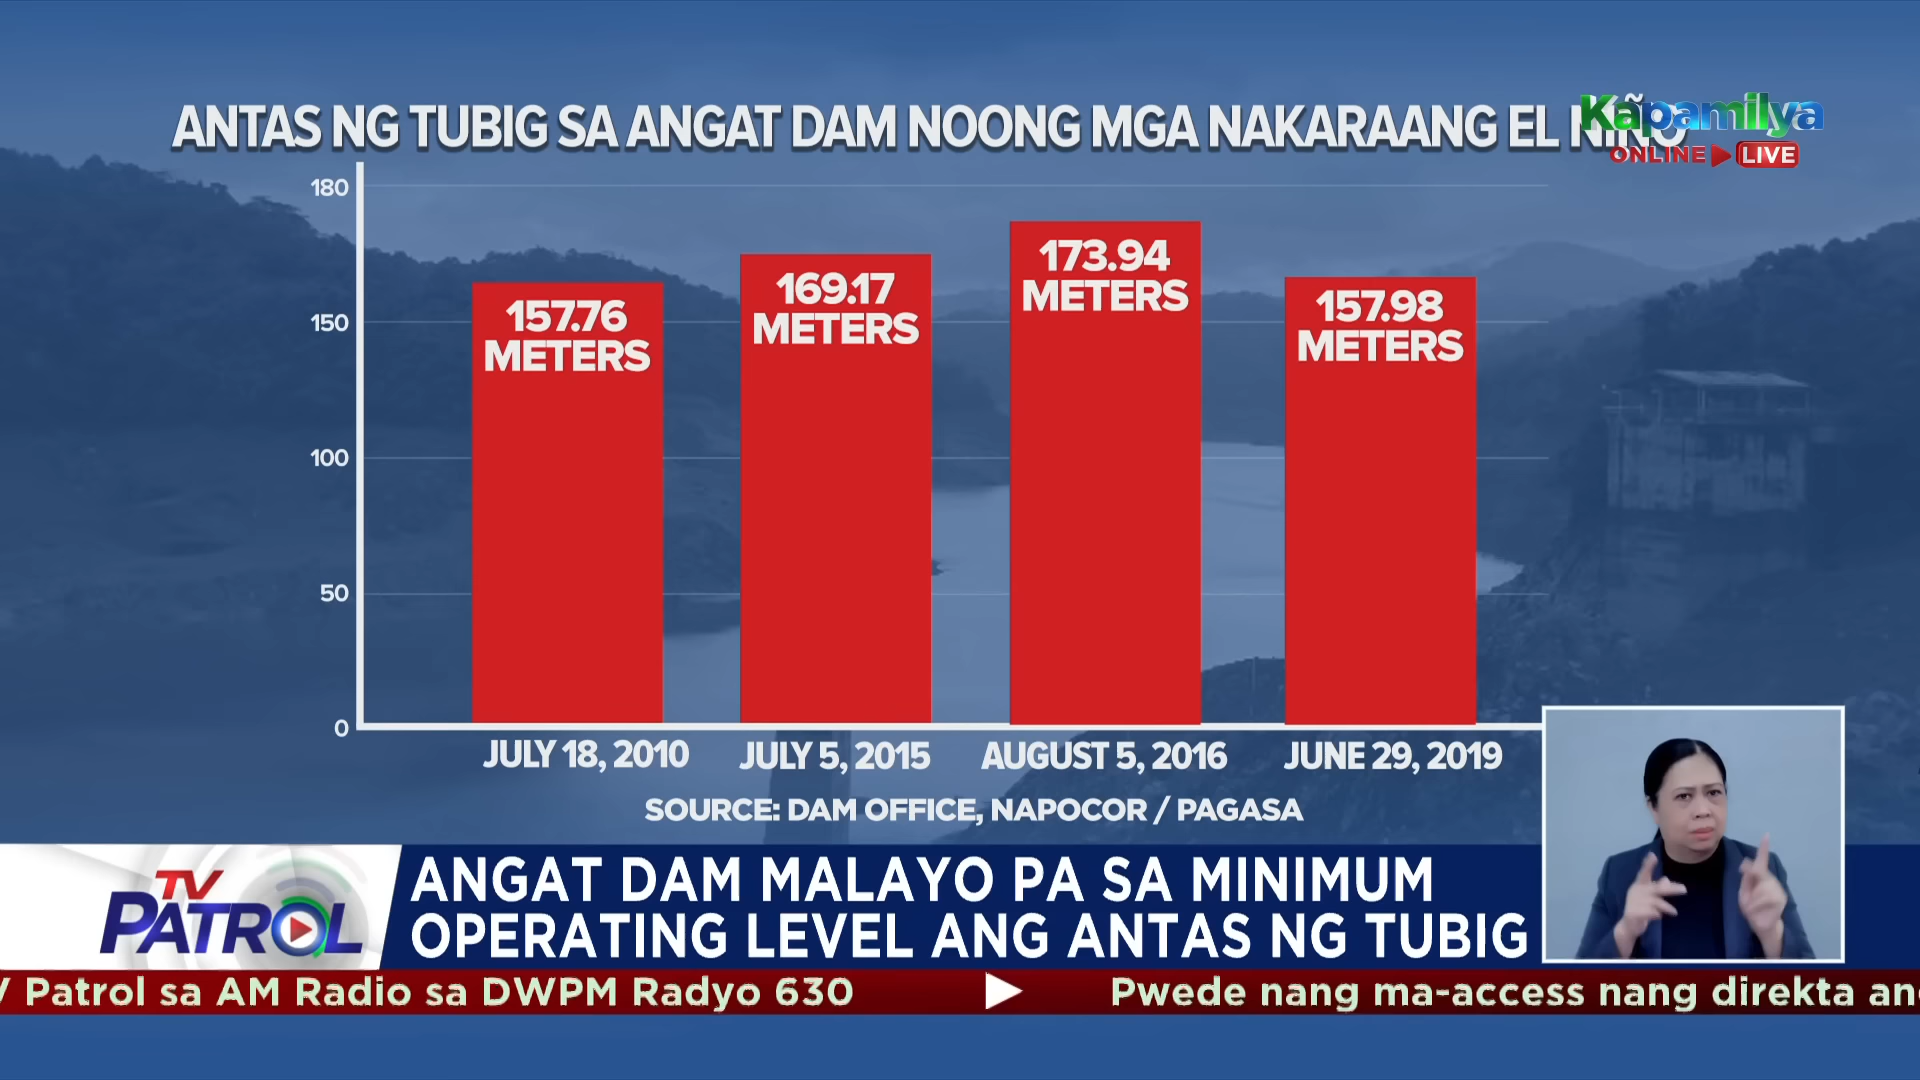 ANTAS NG TUBIG SA ANGAT DAM NOONG MGA NAKARAANG EL NIÑO
Kapamilya
ONLINE LIVE
180
150
100
50
0
157.76
METERS
169.17
METERS
173.94
METERS
157.98
METERS
JULY 18, 2010
JULY 5, 2015
AUGUST 5, 2016
JUNE 29, 2019
SOURCE: DAM OFFICE, NAPOCOR / PAGASA
TV
PATROL
ANGAT DAM MALAYO PA SA MINIMUM
OPERATING LEVEL ANG ANTAS NG TUBIG
Patrol sa AM Radio sa DWPM Radyo 630
Pwede nang ma-access nang direkta